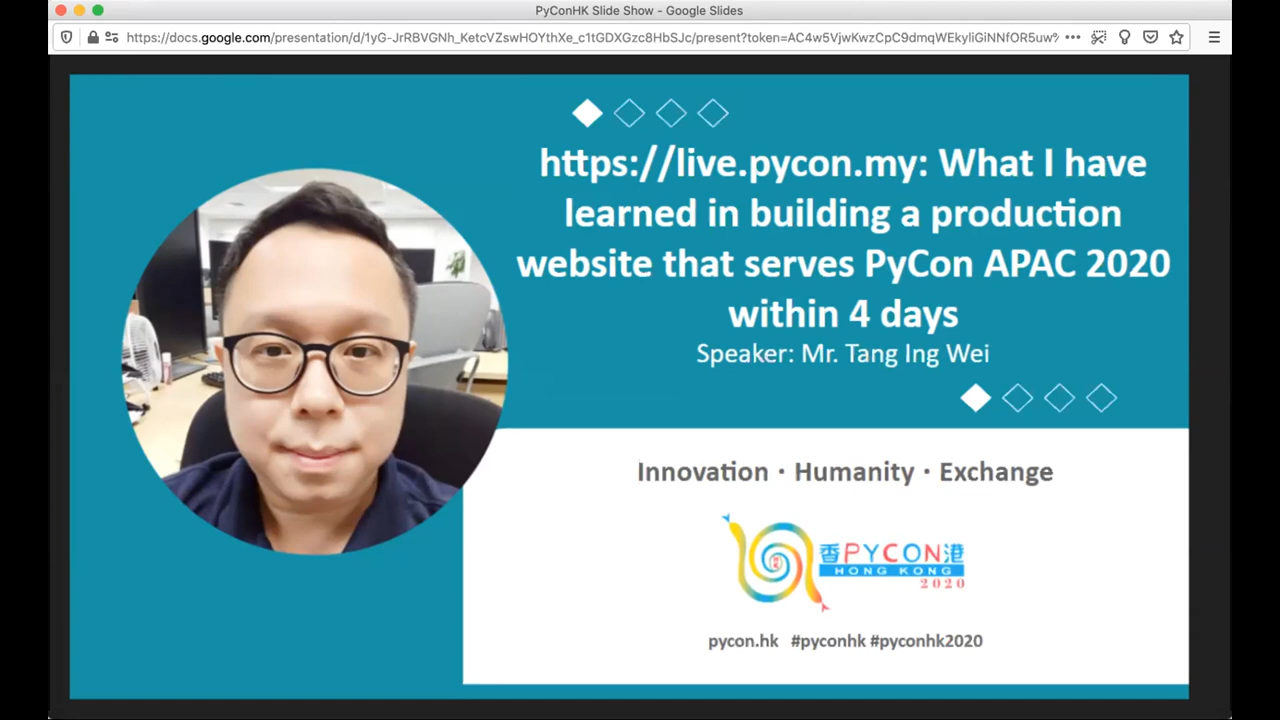 PyConHK Slide Show - Google Slides
https://docs.google.com/presentation/d/1yG-JrRBVGNh_KetcVZswHOYthXe_c1tGDXGzc8HbSJc/present?token=AC4w5VjwKwzCpC9dmqWEkyliGiNNfOR5uw%
https://live.pycon.my: What I have
learned in building a production
website that serves PyCon APAC 2020
within 4 days
Speaker: Mr. Tang Ing Wei
Innovation · Humanity · Exchange
香PYCON港
HONG KONG
2020
pycon.hk #pyconhk #pyconhk2020